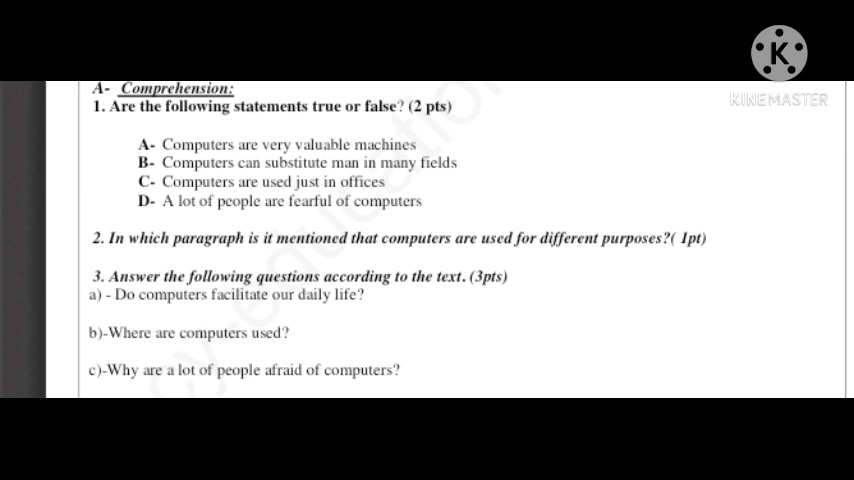 K
KINEMASTER
A- Comprehension:
1. Are the following statements true or false? (2 pts)
A- Computers are very valuable machines
B- Computers can substitute man in many fields
C- Computers are used just in offices
D- A lot of people are fearful of computers
2. In which paragraph is it mentioned that computers are used for different purposes?( 1pt)
3. Answer the following questions according to the text. (3pts)
a) - Do computers facilitate our daily life?
b)-Where are computers used?
c)-Why are a lot of people afraid of computers?